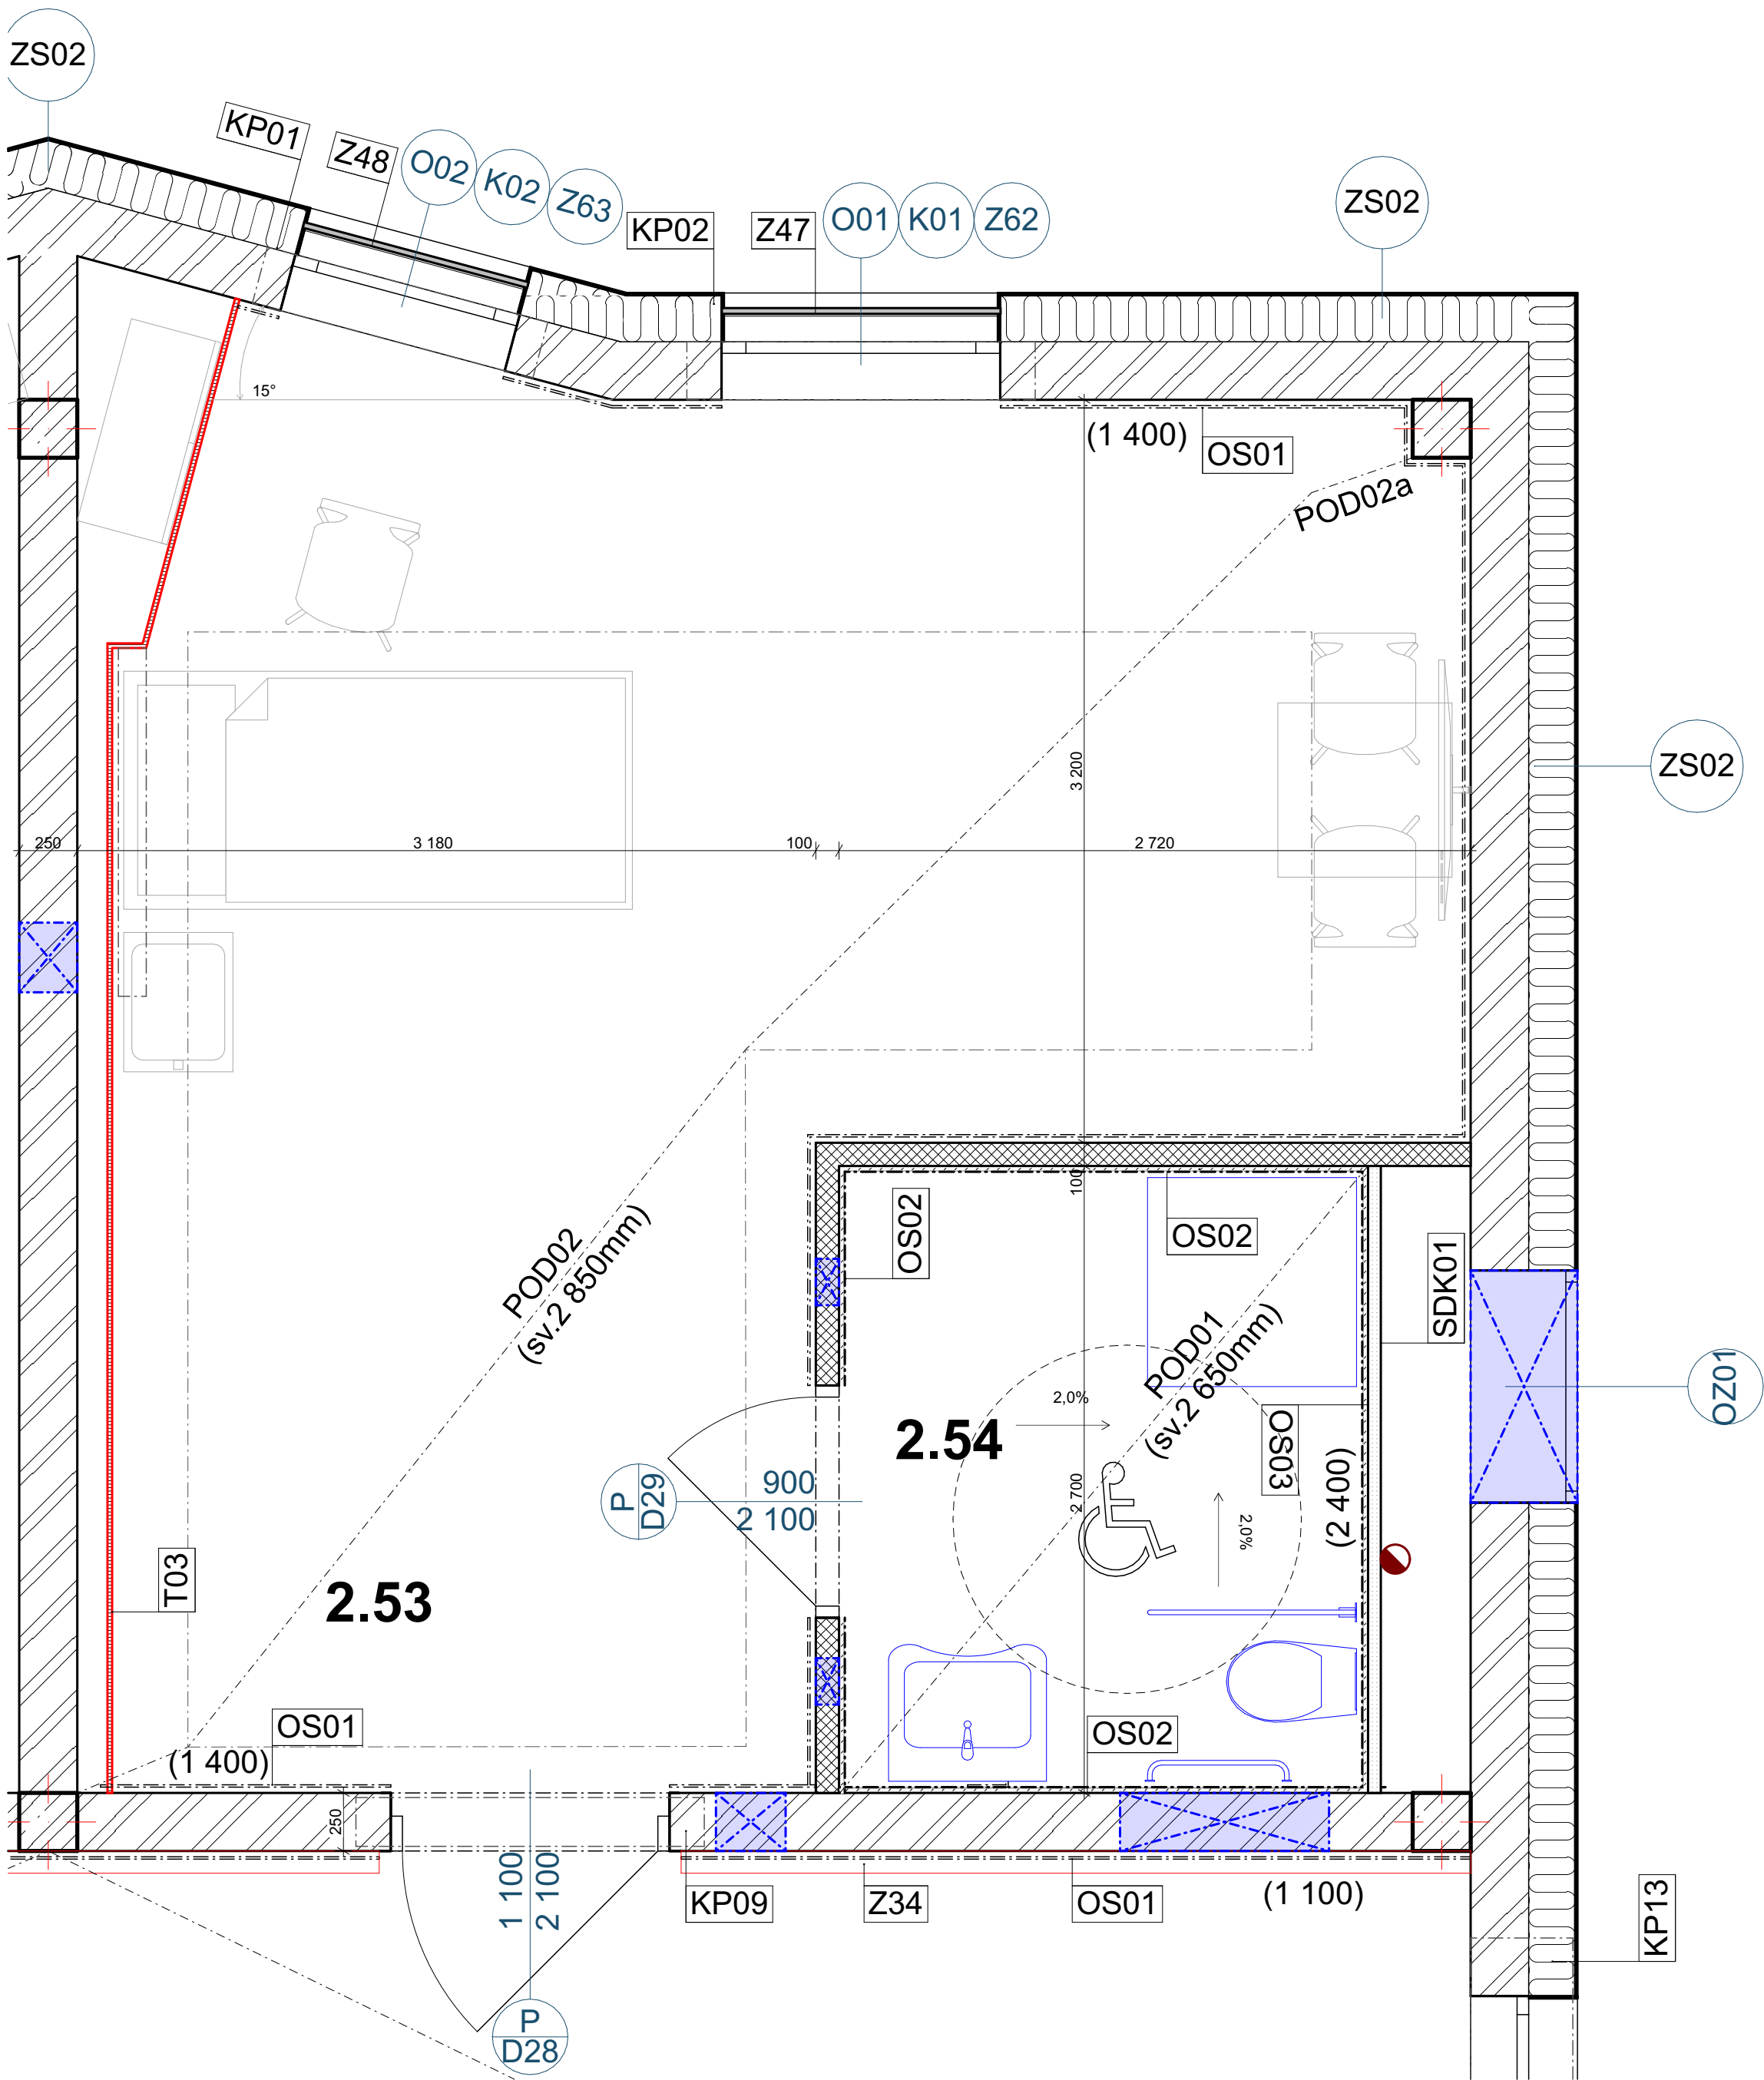 ZS02
KP01
Z48
O02
K02
Z63
KP02
Z47
O01
K01
Z62
ZS02
15°
(1 400)
OS01
POD02a
3 200
ZS02
250
3 180
100
2 720
100
OS02
OS02
SDK01
POD02
(sv.2 850mm)
POD01
(sv.2 650mm)
OZ01
2,0%
2.54
OS03
(2 400)
P
D29
900
2 100
2 700
2,0%
T03
2.53
OS01
(1 400)
OS02
250
1 100
2 100
KP09
Z34
OS01
(1 100)
KP13
P
D28